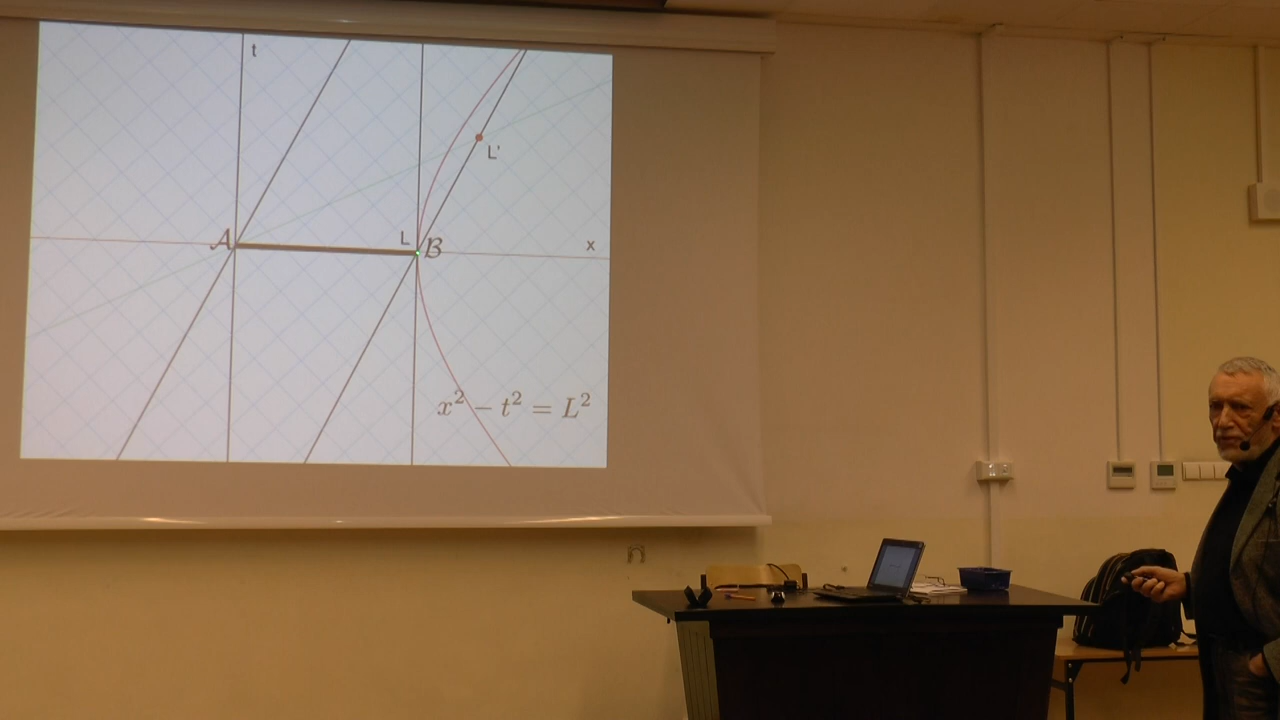 t
L'
A
L
B
x
x² − t² = L²